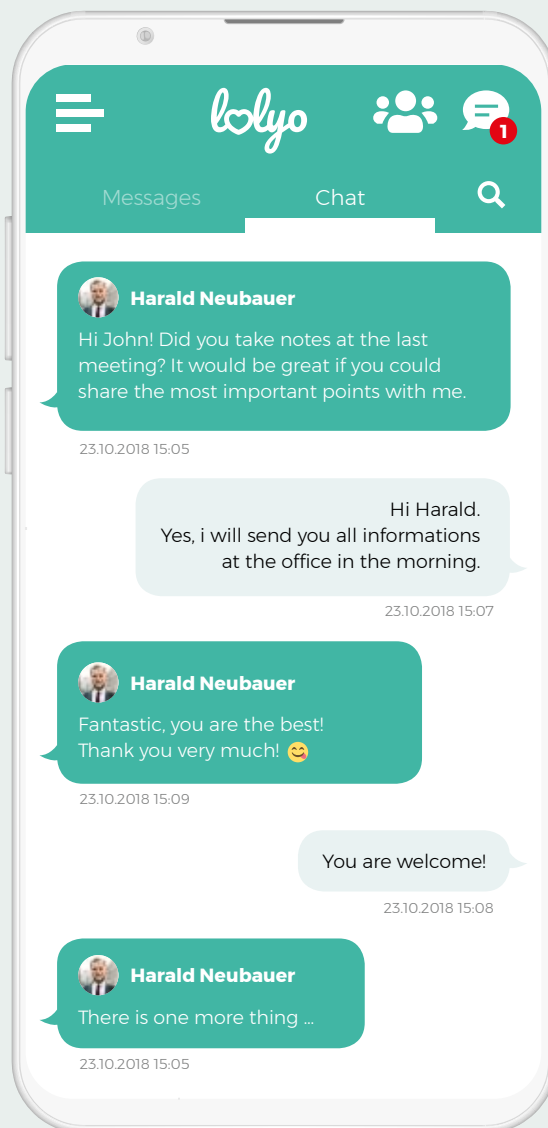 lolyo
1
Messages
Chat
Harald Neubauer
Hi John! Did you take notes at the last
meeting? It would be great if you could
share the most important points with me.
23.10.2018 15:05
Hi Harald.
Yes, i will send you all informations
at the office in the morning.
23.10.2018 15:07
Harald Neubauer
Fantastic, you are the best!
Thank you very much! 😋
23.10.2018 15:09
You are welcome!
23.10.2018 15:08
Harald Neubauer
There is one more thing ...
23.10.2018 15:05